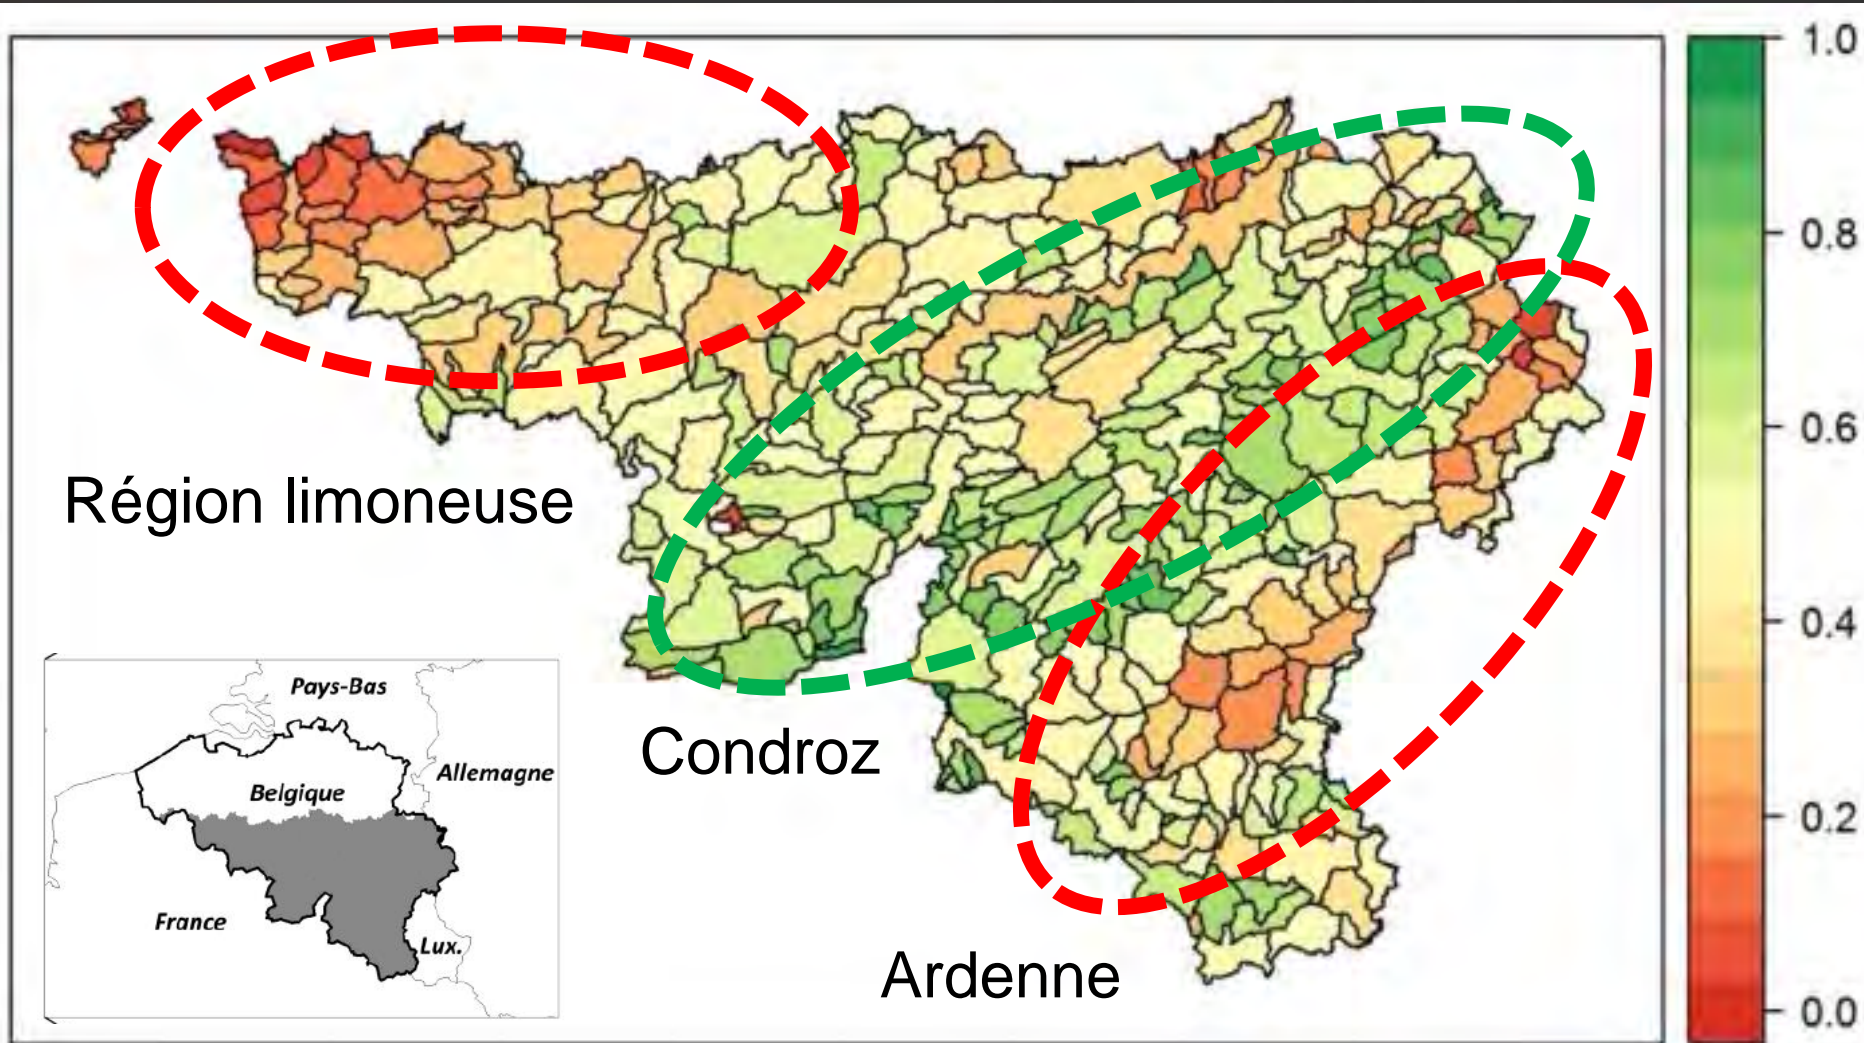 1.0
0.8
0.6
0.4
0.2
0.0
Région limoneuse
Condroz
Ardenne
Pays-Bas
Allemagne
Belgique
France
Lux.